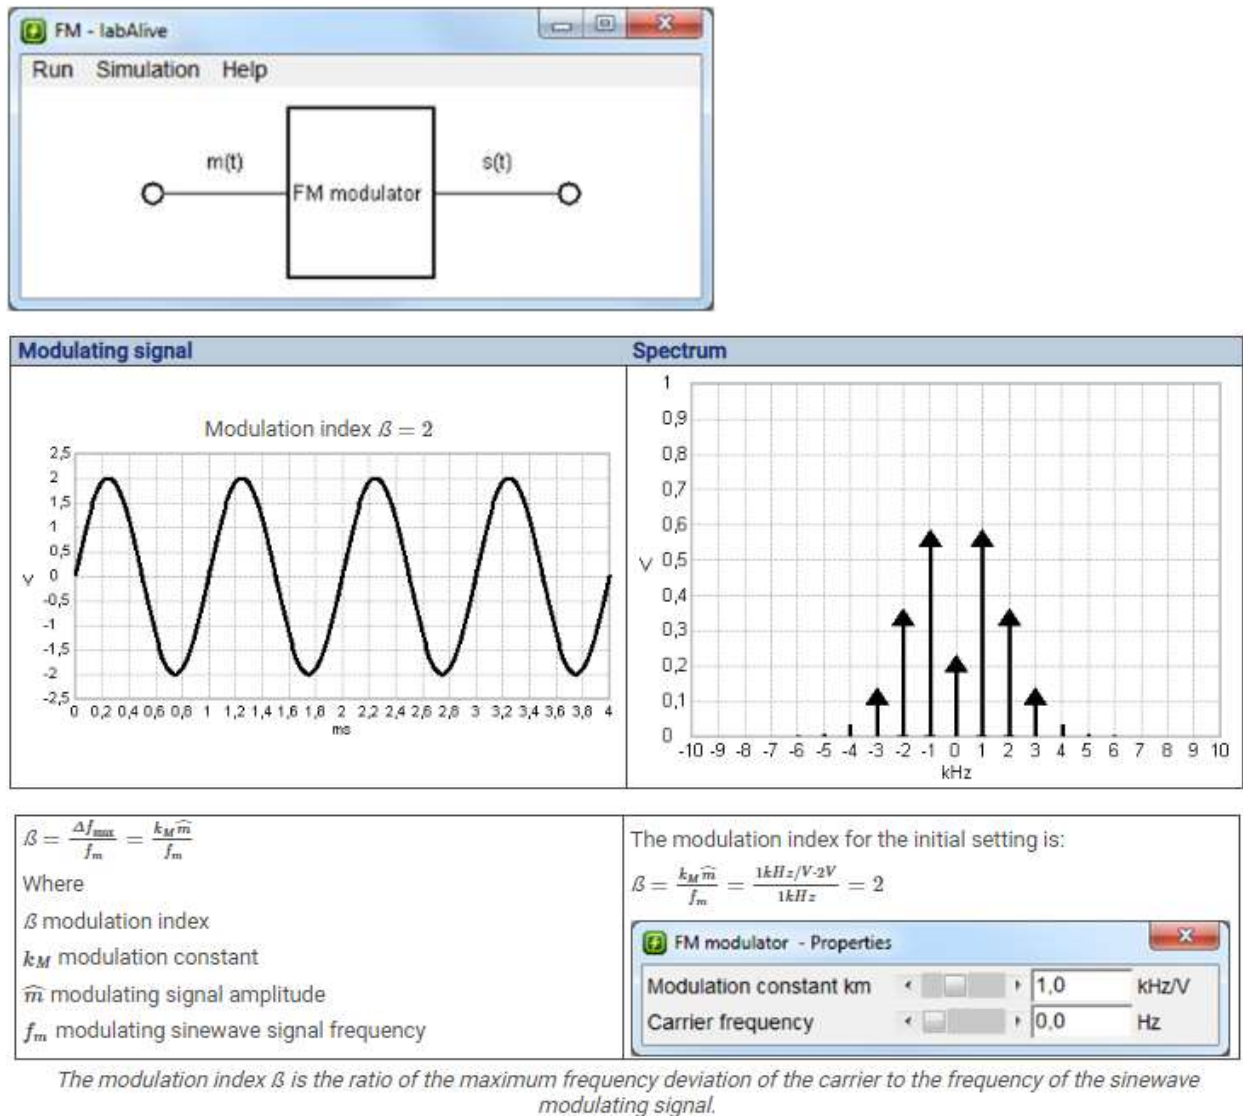 FM - labAlive
Run Simulation Help
m(t)
FM modulator
s(t)
Modulating signal
Spectrum
Modulation index ß = 2
2,5
2
1,5
1
0,5
0
-0,5
-1
-1,5
-2
-2,5
V
0 0,2 0,4 0,6 0,8 1 1,2 1,4 1,6 1,8 2 2,2 2,4 2,6 2,8 3 3,2 3,4 3,6 3,8 4
ms
1
0,9
0,8
0,7
0,6
0,5
0,4
0,3
0,2
0,1
0
V
-10 -9 -8 -7 -6 -5 -4 -3 -2 -1 0 1 2 3 4 5 6 7 8 9 10
kHz
ß = Δf_max / f_m = k_M m̂ / f_m
Where
ß modulation index
k_M modulation constant
m̂ modulating signal amplitude
f_m modulating sinewave signal frequency
The modulation index for the initial setting is:
ß = k_M m̂ / f_m = 1kHz/V·2V / 1kHz = 2
FM modulator - Properties
Modulation constant km 1,0 kHz/V
Carrier frequency 0,0 Hz
The modulation index ß is the ratio of the maximum frequency deviation of the carrier to the frequency of the sinewave
modulating signal.